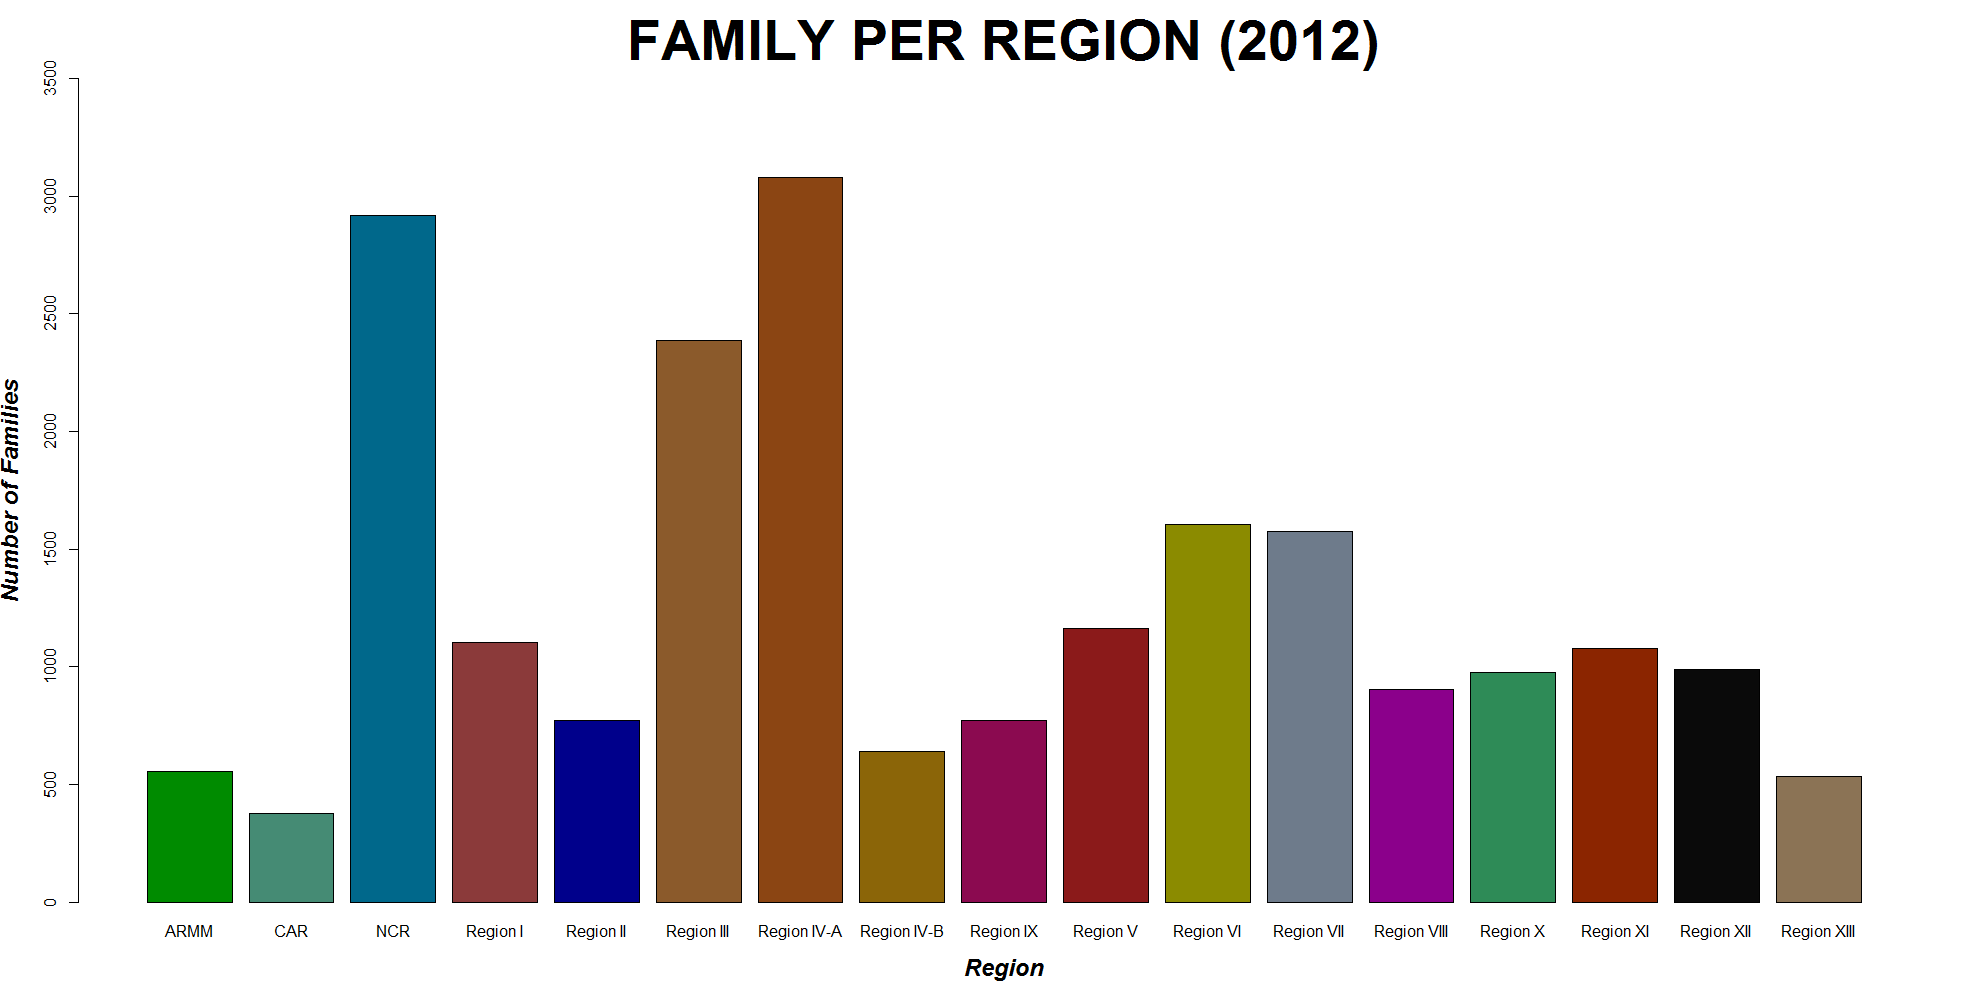 FAMILY PER REGION (2012)
Number of Families
3500
3000
2500
2000
1500
1000
500
0
ARMM CAR NCR Region I Region II Region III Region IV-A Region IV-B Region IX Region V Region VI Region VII Region VIII Region X Region XI Region XII Region XIII
Region